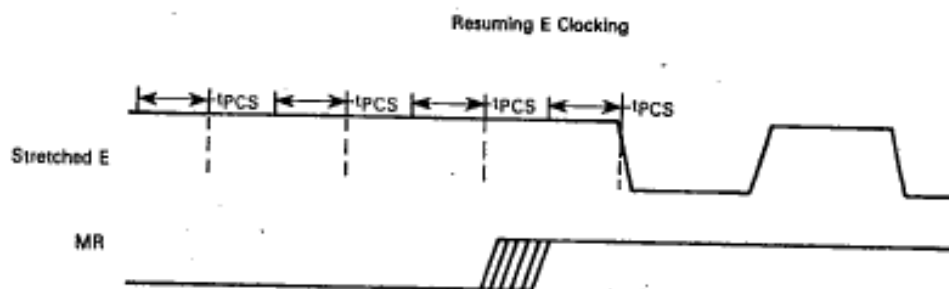 Resuming E Clocking
tPCS tPCS tPCS tPCS
Stretched E
MR